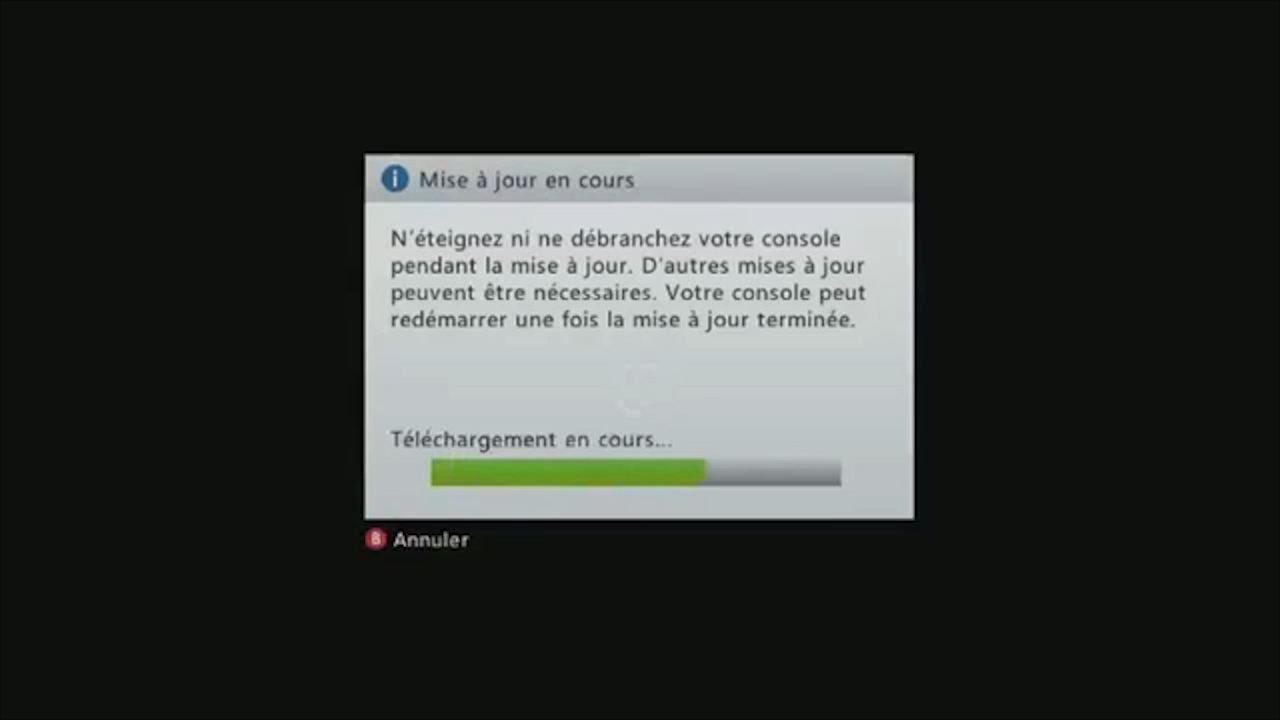 i Mise à jour en cours
N'éteignez ni ne débranchez votre console
pendant la mise à jour. D'autres mises à jour
peuvent être nécessaires. Votre console peut
redémarrer une fois la mise à jour terminée.
Téléchargement en cours...
B Annuler